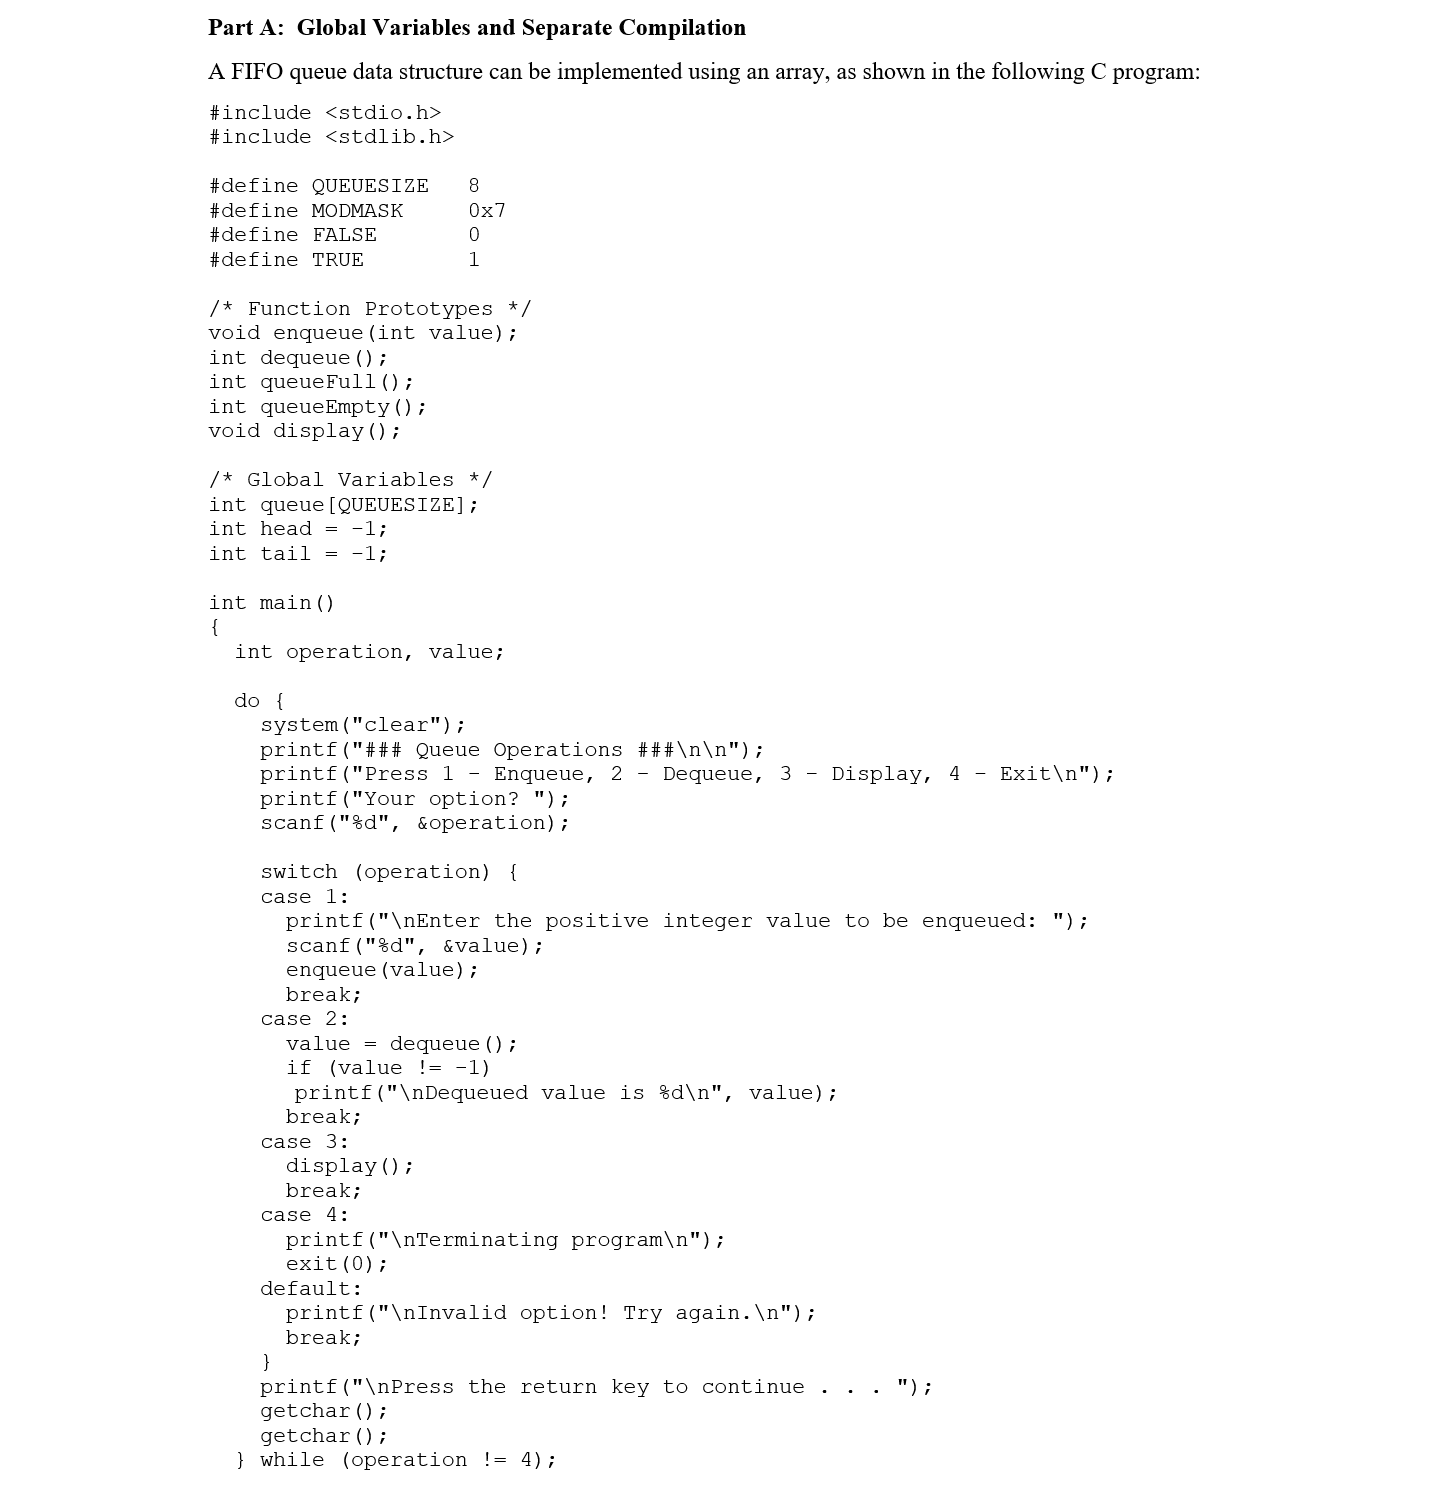 Part A:  Global Variables and Separate Compilation
A FIFO queue data structure can be implemented using an array, as shown in the following C program:
#include <stdio.h>
#include <stdlib.h>

#define QUEUESIZE   8
#define MODMASK     0x7
#define FALSE       0
#define TRUE        1

/* Function Prototypes */
void enqueue(int value);
int dequeue();
int queueFull();
int queueEmpty();
void display();

/* Global Variables */
int queue[QUEUESIZE];
int head = -1;
int tail = -1;

int main()
{
  int operation, value;

  do {
    system("clear");
    printf("### Queue Operations ###\n\n");
    printf("Press 1 - Enqueue, 2 - Dequeue, 3 - Display, 4 - Exit\n");
    printf("Your option? ");
    scanf("%d", &operation);

    switch (operation) {
    case 1:
      printf("\nEnter the positive integer value to be enqueued: ");
      scanf("%d", &value);
      enqueue(value);
      break;
    case 2:
      value = dequeue();
      if (value != -1)
       printf("\nDequeued value is %d\n", value);
      break;
    case 3:
      display();
      break;
    case 4:
      printf("\nTerminating program\n");
      exit(0);
    default:
      printf("\nInvalid option! Try again.\n");
      break;
    }
    printf("\nPress the return key to continue . . . ");
    getchar();
    getchar();
  } while (operation != 4);